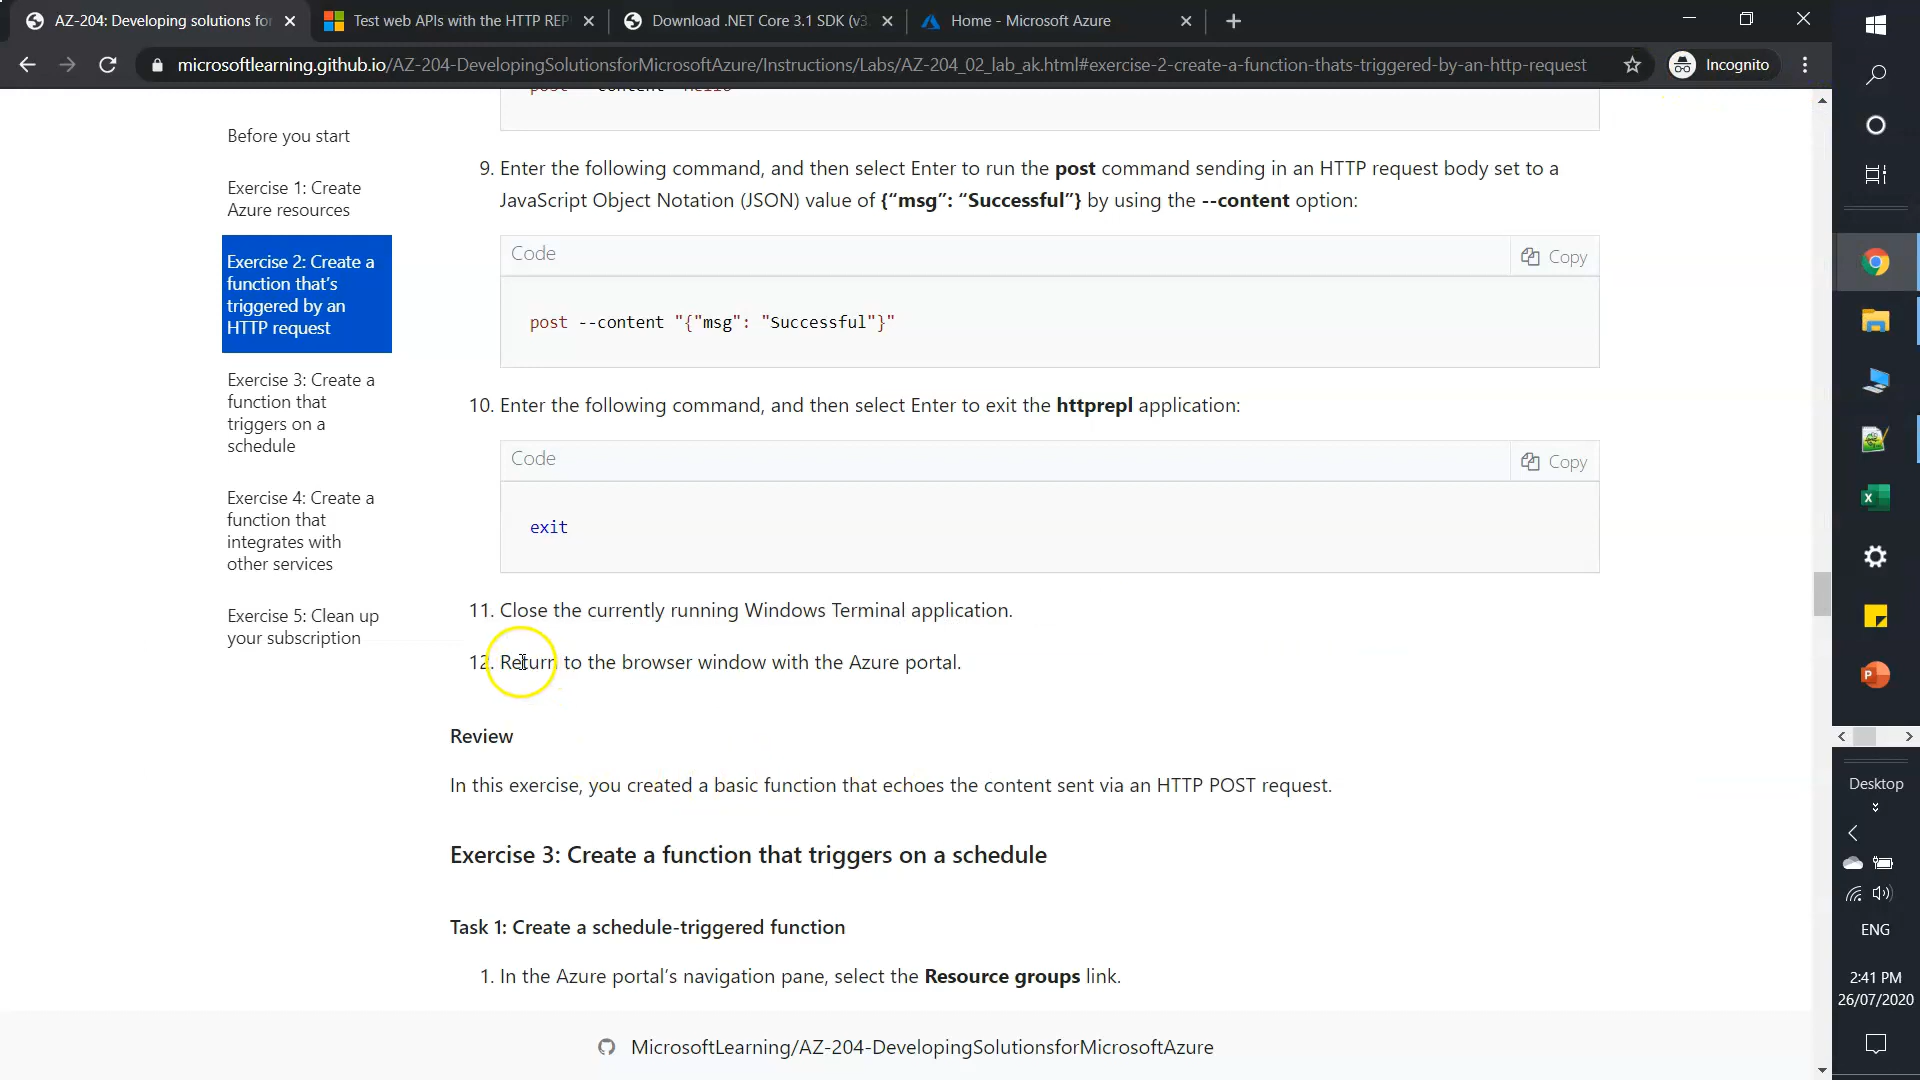 AZ-204: Developing solutions fo
Test web APIs with the HTTP REP
Download .NET Core 3.1 SDK (v3.
Home - Microsoft Azure
microsoftlearning.github.io/AZ-204-DevelopingSolutionsforMicrosoftAzure/Instructions/Labs/AZ-204_02_lab_ak.html#exercise-2-create-a-function-thats-triggered-by-an-http-request
Incognito
Before you start
Exercise 1: Create
Azure resources
Exercise 2: Create a
function that’s
triggered by an
HTTP request
Exercise 3: Create a
function that
triggers on a
schedule
Exercise 4: Create a
function that
integrates with
other services
Exercise 5: Clean up
your subscription
9. Enter the following command, and then select Enter to run the post command sending in an HTTP request body set to a
JavaScript Object Notation (JSON) value of {“msg”: “Successful”} by using the --content option:
Code
Copy
post --content "{"msg": "Successful"}"
10. Enter the following command, and then select Enter to exit the httprepl application:
Code
Copy
exit
11. Close the currently running Windows Terminal application.
12. Return to the browser window with the Azure portal.
Review
In this exercise, you created a basic function that echoes the content sent via an HTTP POST request.
Exercise 3: Create a function that triggers on a schedule
Task 1: Create a schedule-triggered function
1. In the Azure portal’s navigation pane, select the Resource groups link.
MicrosoftLearning/AZ-204-DevelopingSolutionsforMicrosoftAzure
Desktop
ENG
2:41 PM
26/07/2020